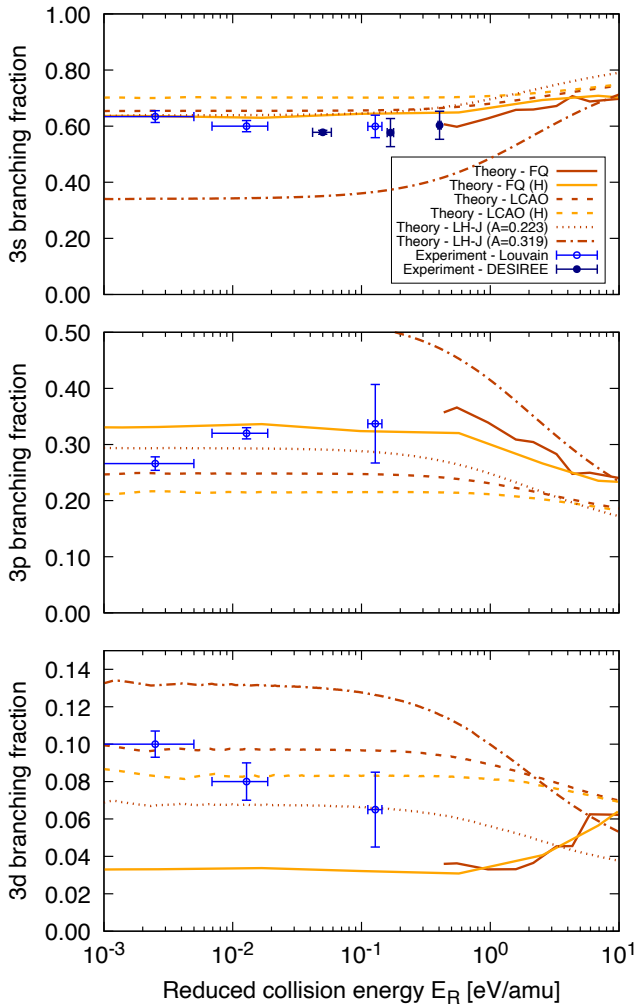 1.00
0.80
0.60
0.40
0.20
0.00
3s branching fraction
Theory - FQ
Theory - FQ (H)
Theory - LCAO
Theory - LCAO (H)
Theory - LH-J (A=0.223)
Theory - LH-J (A=0.319)
Experiment - Louvain
Experiment - DESIREE
0.50
0.40
0.30
0.20
0.10
0.00
3p branching fraction
0.14
0.12
0.10
0.08
0.06
0.04
0.02
0.00
3d branching fraction
10⁻³ 10⁻² 10⁻¹ 10⁰ 10¹
Reduced collision energy E_R [eV/amu]